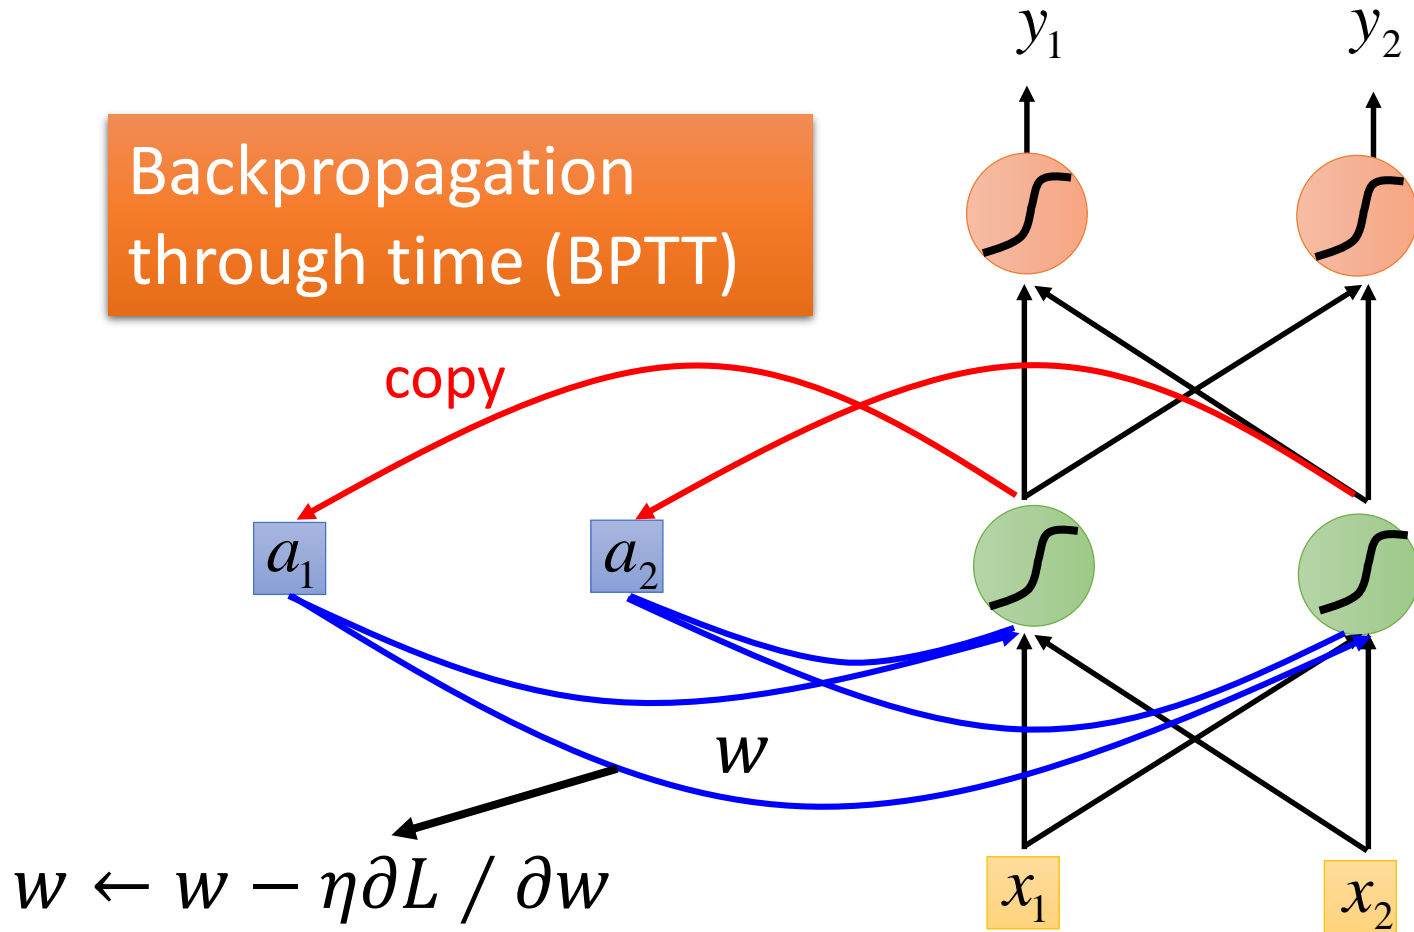 y₁ y₂
Backpropagation
through time (BPTT)
copy
a₁ a₂
w
w ← w − η∂L / ∂w
x₁ x₂